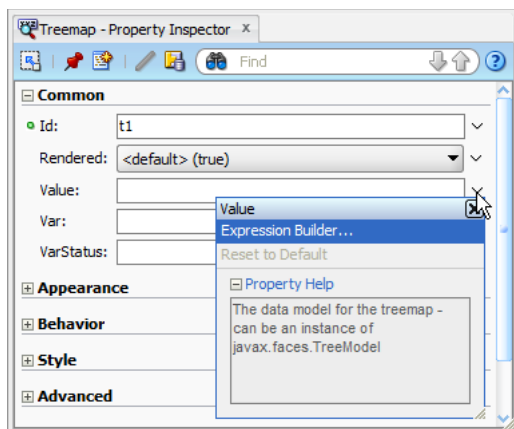 Treemap - Property Inspector x
Find
Common
Id: t1
Rendered: <default> (true)
Value:
Var:
VarStatus:
Value
Expression Builder...
Reset to Default
Property Help
The data model for the treemap -
can be an instance of
javax.faces.TreeModel
Appearance
Behavior
Style
Advanced